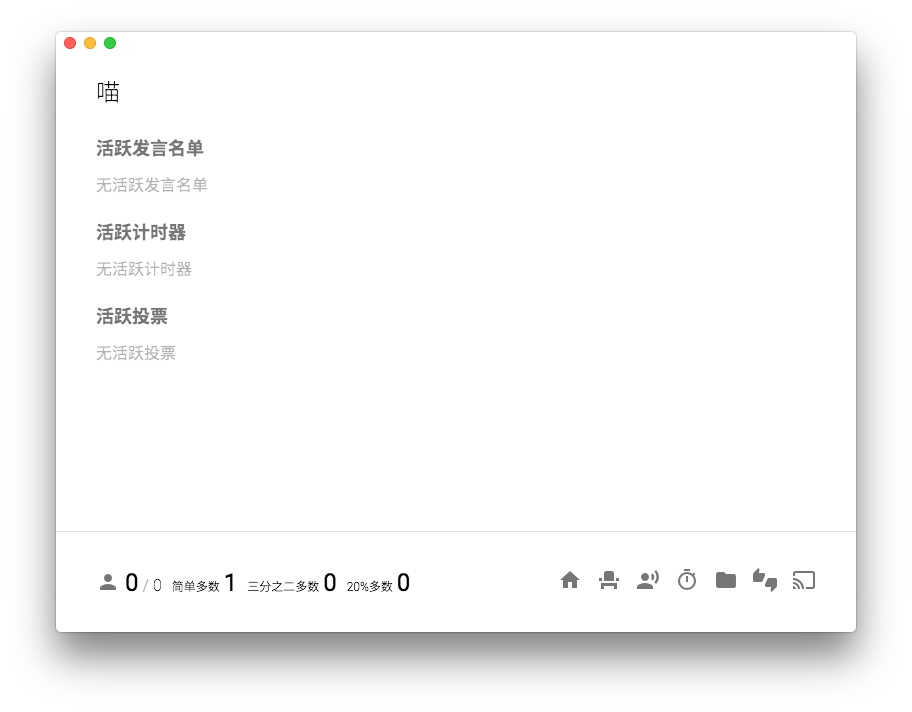 喵
活跃发言名单
无活跃发言名单
活跃计时器
无活跃计时器
活跃投票
无活跃投票
0 / 0 简单多数 1 三分之二多数 0 20%多数 0